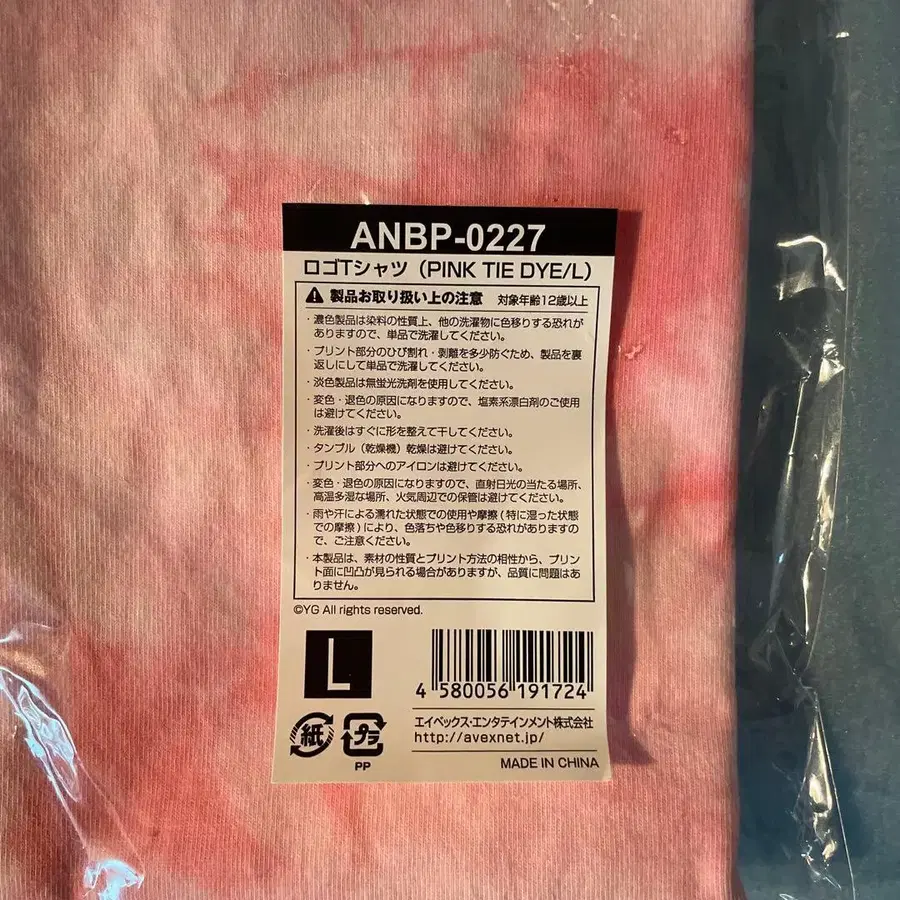 ANBP-0227
ロゴTシャツ（PINK TIE DYE/L）
製品お取り扱い上の注意 対象年齢12歳以上
・濃色製品は染料の性質上、他の洗濯物に色移りする恐れが
ありますので、単品で洗濯してください。
・プリント部分のひび割れ・剥離を多少防ぐため、製品を裏
返しにして単品で洗濯してください。
・淡色製品は無蛍光洗剤を使用してください。
・変色・退色の原因になりますので、塩素系漂白剤のご使用
は避けてください。
・洗濯後はすぐに形を整えて干してください。
・タンブル（乾燥機）乾燥は避けてください。
・プリント部分へのアイロンは避けてください。
・変色・退色の原因になりますので、直射日光の当たる場所、
高温多湿な場所、火気周辺での保管は避けてください。
・雨や汗による濡れた状態での使用や摩擦(特に湿った状態
での摩擦)により、色落ちや色移りする恐れがありますの
で、ご注意ください。
・本製品は、素材の性質とプリント方法の相性から、プリン
ト面に凹凸が見られる場合がありますが、品質に問題はあ
りません。
©YG All rights reserved.
L
4 580056 191724
エイベックス・エンタテインメント株式会社
http://avexnet.jp/
紙 プラ
PP
MADE IN CHINA